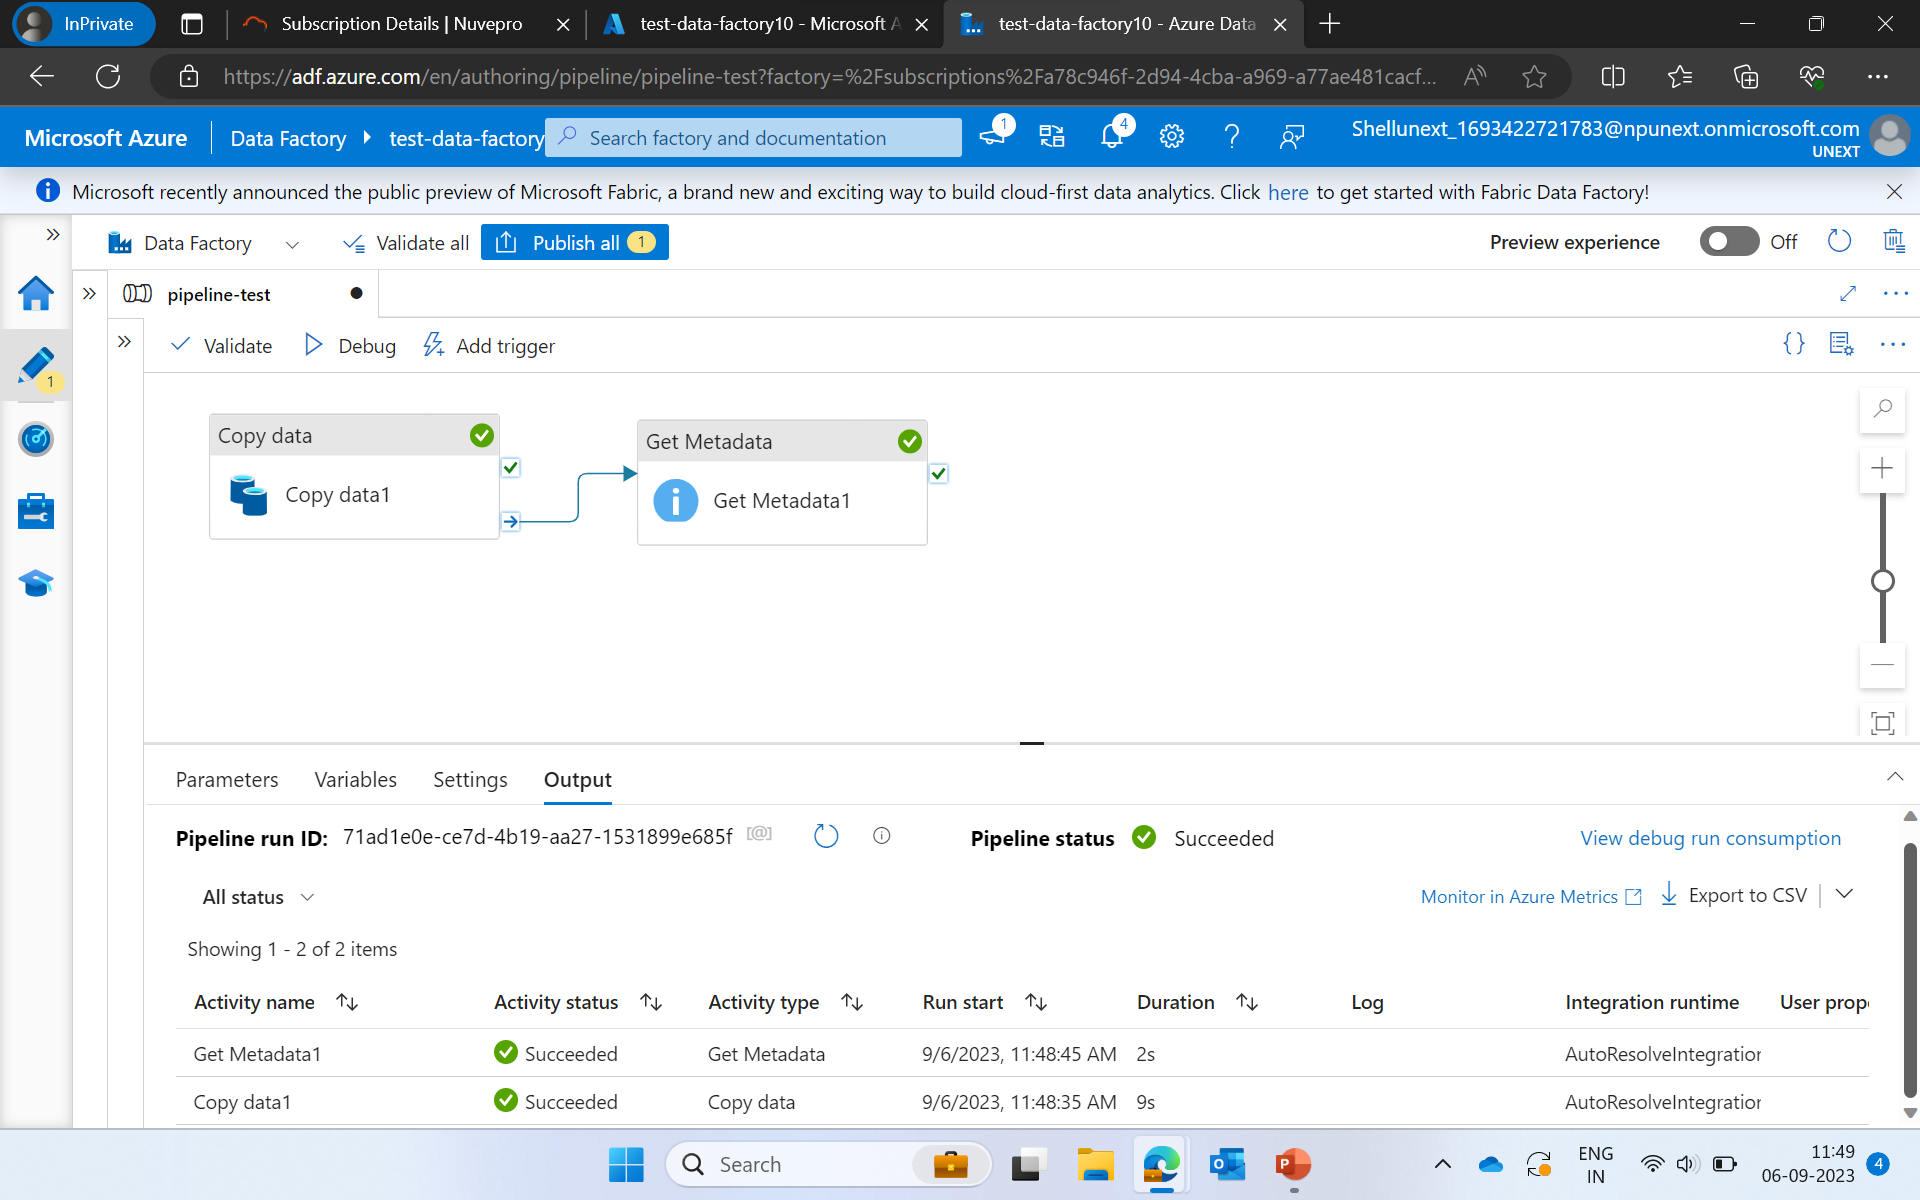 InPrivate
Subscription Details | Nuvepro
test-data-factory10 - Microsoft A
test-data-factory10 - Azure Data
https://adf.azure.com/en/authoring/pipeline/pipeline-test?factory=%2Fsubscriptions%2Fa78c946f-2d94-4cba-a969-a77ae481cacf...
Microsoft Azure
Data Factory
test-data-factory
Search factory and documentation
1
4
Shellunext_1693422721783@npunext.onmicrosoft.com
UNEXT
Microsoft recently announced the public preview of Microsoft Fabric, a brand new and exciting way to build cloud-first data analytics. Click here to get started with Fabric Data Factory!
Data Factory
Validate all
Publish all 1
Preview experience
Off
pipeline-test
1
Validate
Debug
Add trigger
Copy data
Copy data1
Get Metadata
Get Metadata1
Parameters
Variables
Settings
Output
Pipeline run ID: 71ad1e0e-ce7d-4b19-aa27-1531899e685f
Pipeline status
Succeeded
View debug run consumption
All status
Monitor in Azure Metrics
Export to CSV
Showing 1 - 2 of 2 items
Activity name Activity status Activity type Run start Duration Log Integration runtime User prop
Get Metadata1 Succeeded Get Metadata 9/6/2023, 11:48:45 AM 2s AutoResolveIntegration
Copy data1 Succeeded Copy data 9/6/2023, 11:48:35 AM 9s AutoResolveIntegration
Search
ENG
IN
11:49
06-09-2023
4